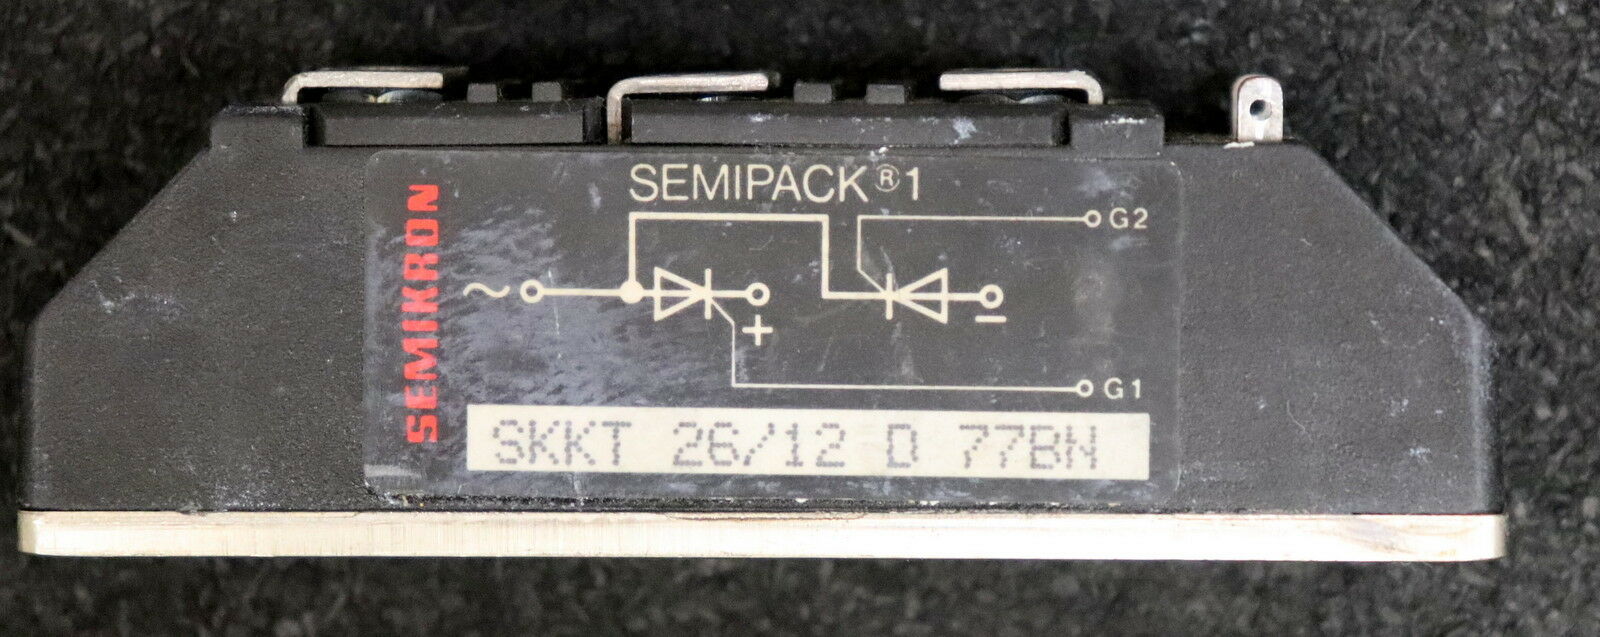 SEMIKRON
SEMIPACK®1
G2
~
+
−
G1
SKKT 26/12 D 77BN